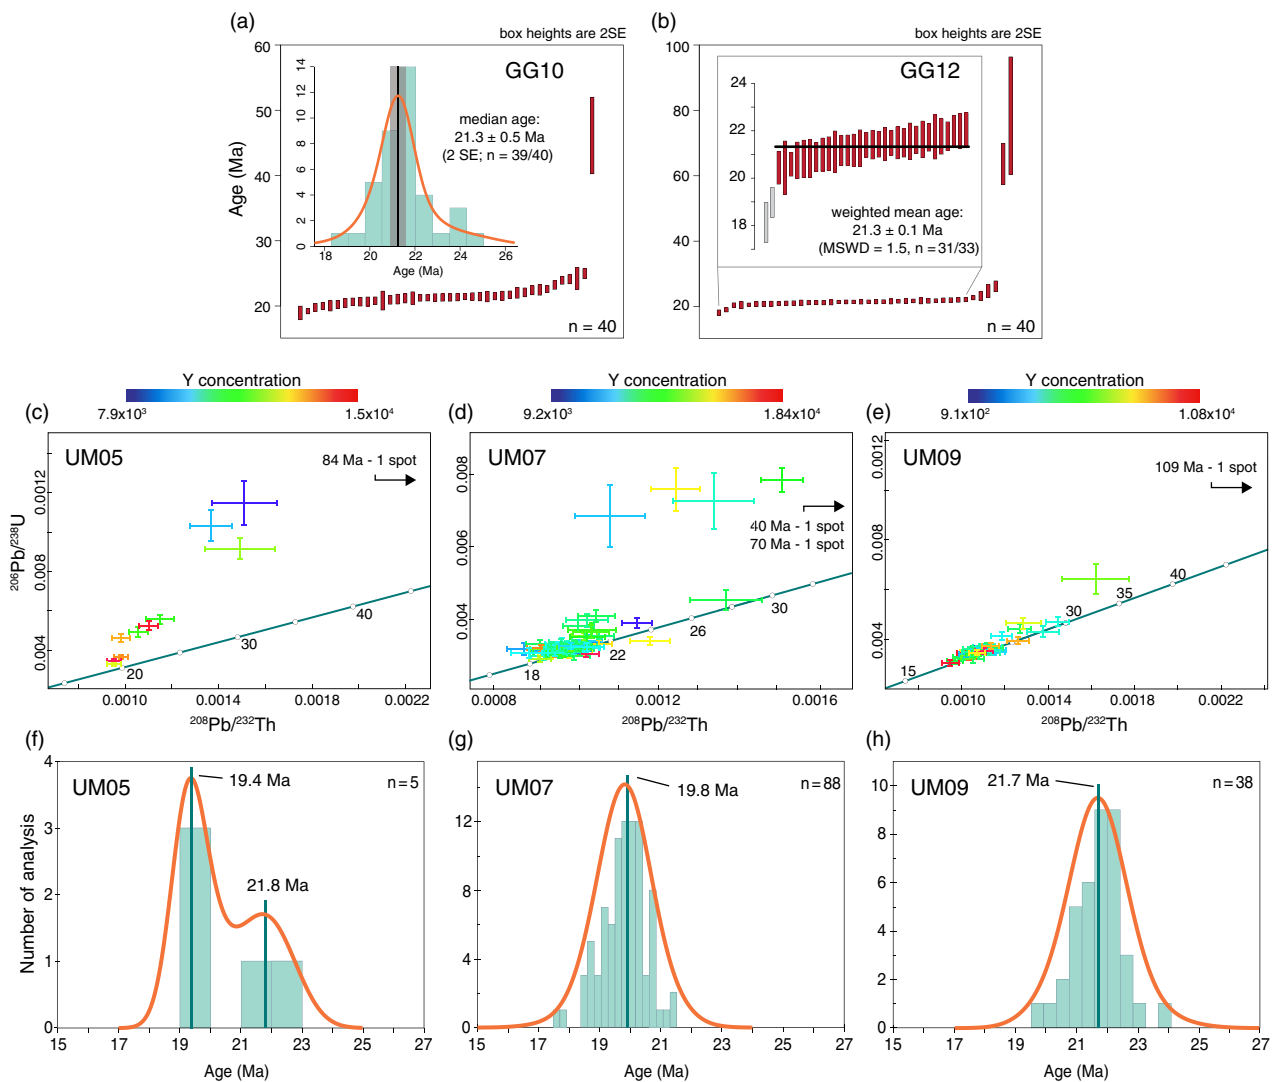 (a)
box heights are 2SE
(b)
box heights are 2SE
60
50
40
30
20
Age (Ma)
GG10
14
12
10
8
6
4
2
0
18
20
22
24
26
Age (Ma)
median age:
21.3 ± 0.5 Ma
(2 SE; n = 39/40)
n = 40
100
80
60
40
20
GG12
24
22
20
18
weighted mean age:
21.3 ± 0.1 Ma
(MSWD = 1.5, n = 31/33)
n = 40
Y concentration
7.9x10³
1.5x10⁴
Y concentration
9.2x10³
1.84x10⁴
Y concentration
9.1x10²
1.08x10⁴
(c)
UM05
84 Ma - 1 spot
0.0012
0.008
0.004
²⁰⁶Pb/²³⁸U
20
30
40
0.0010
0.0014
0.0018
0.0022
²⁰⁸Pb/²³²Th
(d)
UM07
40 Ma - 1 spot
70 Ma - 1 spot
0.008
0.006
0.004
18
22
26
30
0.0008
0.0012
0.0016
(e)
UM09
109 Ma - 1 spot
0.0012
0.008
0.004
15
30
35
40
0.0010
0.0014
0.0018
0.0022
²⁰⁸Pb/²³²Th
(f)
UM05
19.4 Ma
21.8 Ma
n = 5
4
3
2
1
0
Number of analysis
15
17
19
21
23
25
27
Age (Ma)
(g)
UM07
19.8 Ma
n = 88
12
8
4
0
15
17
19
21
23
25
27
Age (Ma)
(h)
UM09
21.7 Ma
n = 38
10
8
6
4
2
0
15
17
19
21
23
25
27
Age (Ma)